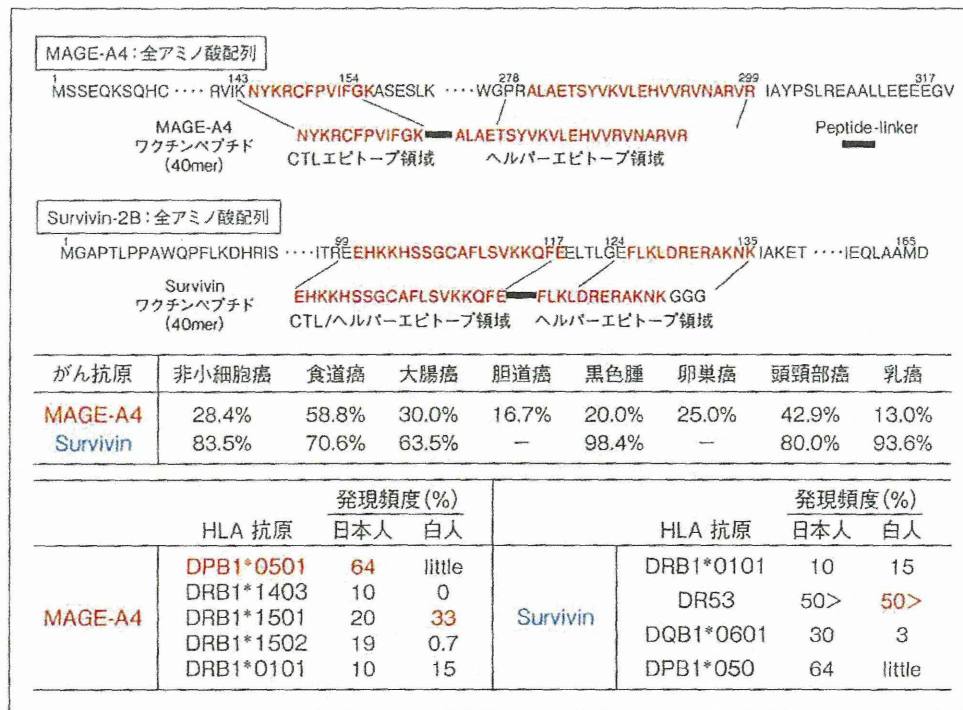 MAGE-A4:全アミノ酸配列
1 143 154 278 299 317
MSSEQKSQHC ････ RVIKNYKRCFPVIFGKASESLK ････WGPRALAETSYVKVLEHVVRVNARVR IAYPSLREAALLEEEEGV
MAGE-A4 NYKRCFPVIFGK ALAETSYVKVLEHVVRVNARVR Peptide-linker
ワクチンペプチド CTLエピトープ領域 ヘルパーエピトープ領域
(40mer)
Survivin-2B:全アミノ酸配列
1 99 117 124 135 165
MGAPTLPPAWQPFLKDHRIS ････ITREEHKKHSSGCAFLSVKKQFEELTLGEFLKLDRERAKNKIAKET ････IEQLAAMD
Survivin EHKKHSSGCAFLSVKKQFE FLKLDRERAKNKGGG
ワクチンペプチド CTL/ヘルパーエピトープ領域 ヘルパーエピトープ領域
(40mer)
がん抗原 非小細胞癌 食道癌 大腸癌 胆道癌 黒色腫 卵巣癌 頭頸部癌 乳癌
MAGE-A4 28.4% 58.8% 30.0% 16.7% 20.0% 25.0% 42.9% 13.0%
Survivin 83.5% 70.6% 63.5% − 98.4% − 80.0% 93.6%
発現頻度(%) 発現頻度(%)
HLA 抗原 日本人 白人 HLA 抗原 日本人 白人
DPB1*0501 64 little DRB1*0101 10 15
DRB1*1403 10 0 DR53 50> 50>
MAGE-A4 DRB1*1501 20 33 Survivin
DRB1*1502 19 0.7 DQB1*0601 30 3
DRB1*0101 10 15 DPB1*050 64 little